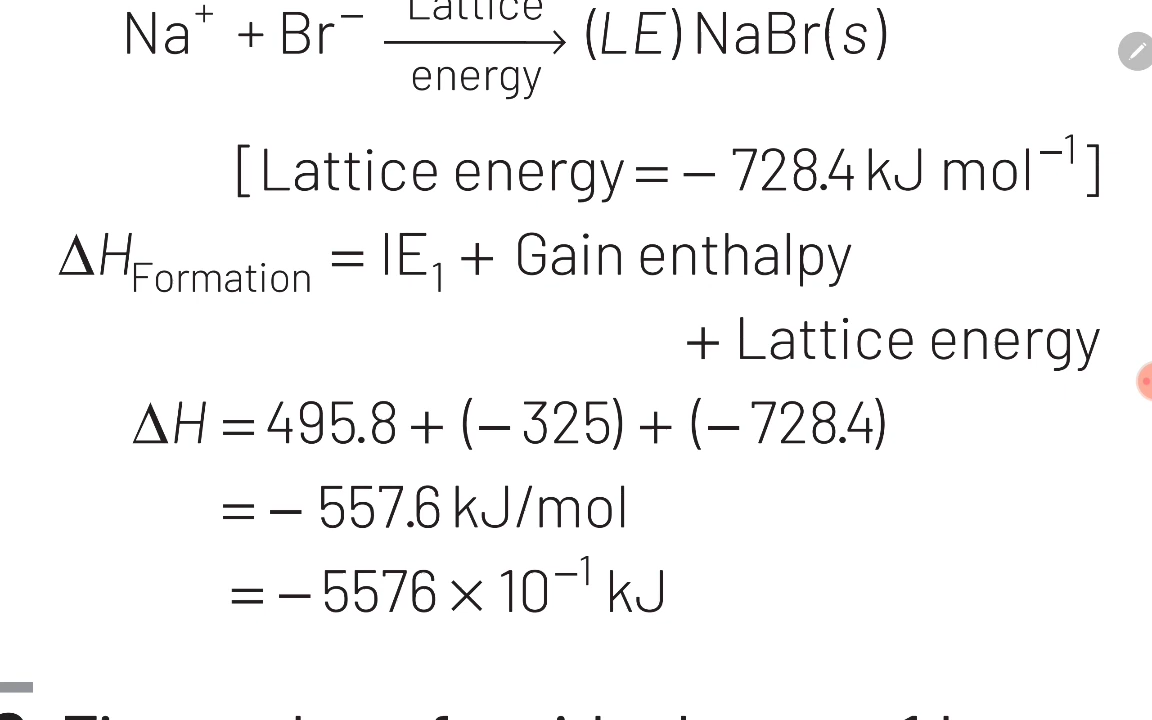 Na⁺ + Br⁻ ⟶ (LE) NaBr(s)
Lattice
energy
[Lattice energy = − 728.4 kJ mol⁻¹]
ΔH_Formation = IE₁ + Gain enthalpy
+ Lattice energy
ΔH = 495.8 + (− 325) + (− 728.4)
= − 557.6 kJ/mol
= − 5576 × 10⁻¹ kJ